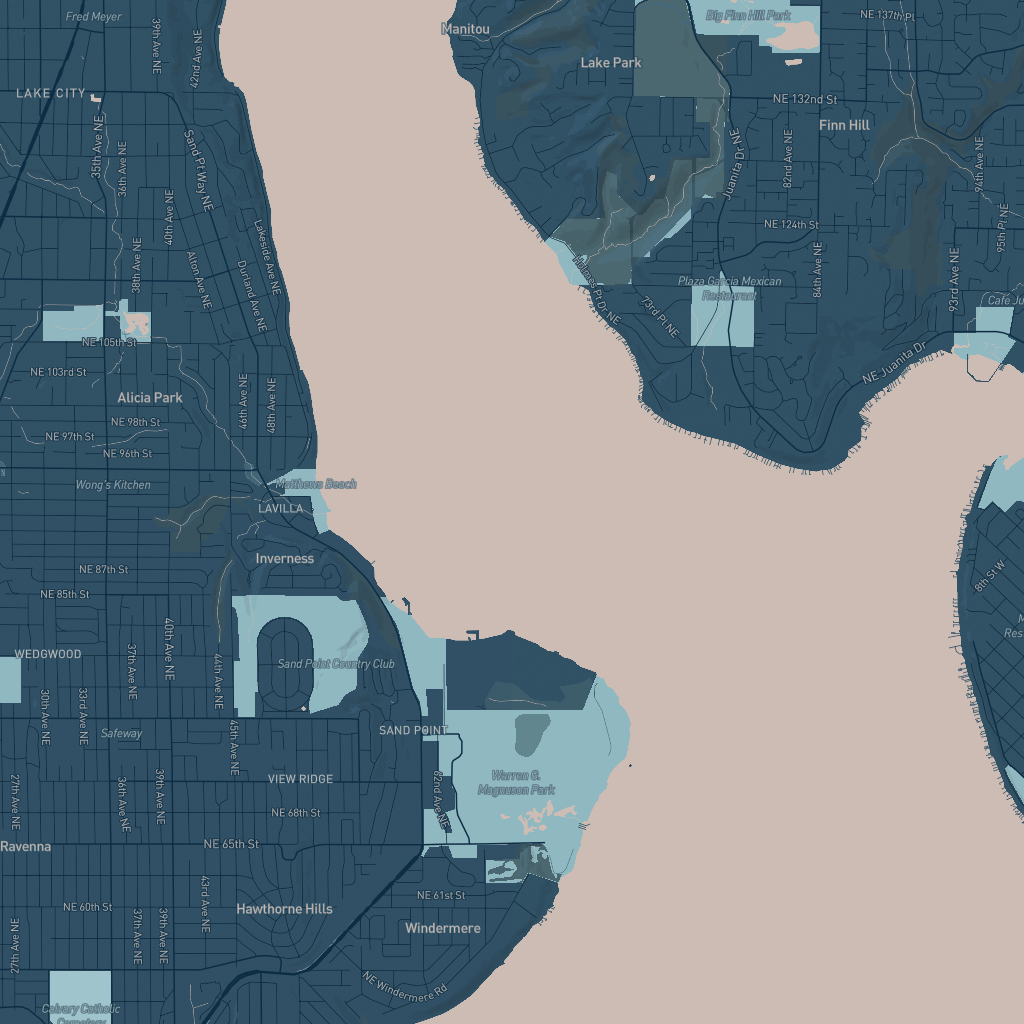 Fred Meyer
Manitou
Big Finn Hill Park
NE 137th Pl
39th Ave NE
42nd Ave NE
Lake Park
LAKE CITY
NE 132nd St
Finn Hill
35th Ave NE
36th Ave NE
Sand Pt Way NE
Juanita Dr NE
82nd Ave NE
94th Ave NE
40th Ave NE
Lakeside Ave NE
NE 124th St
95th Pl NE
38th Ave NE
Alton Ave NE
Durland Ave NE
Holmes Pt Dr NE
Plaza Garcia Mexican
Restaurant
84th Ave NE
93rd Ave NE
73rd Pl NE
NE 105th St
NE Juanita Dr
NE 103rd St
Alicia Park
46th Ave NE
48th Ave NE
NE 98th St
NE 97th St
NE 96th St
Wong's Kitchen
Matthews Beach
LAVILLA
Inverness
NE 87th St
8th St W
NE 85th St
WEDGWOOD
37th Ave NE
40th Ave NE
44th Ave NE
Sand Point Country Club
30th Ave NE
33rd Ave NE
Safeway
45th Ave NE
SAND POINT
VIEW RIDGE
Warren G.
Magnuson Park
27th Ave NE
36th Ave NE
39th Ave NE
62nd Ave NE
NE 68th St
Ravenna
NE 65th St
43rd Ave NE
NE 61st St
NE 60th St
Hawthorne Hills
Windermere
27th Ave NE
37th Ave NE
39th Ave NE
NE Windermere Rd
Calvary Catholic
Cemetery